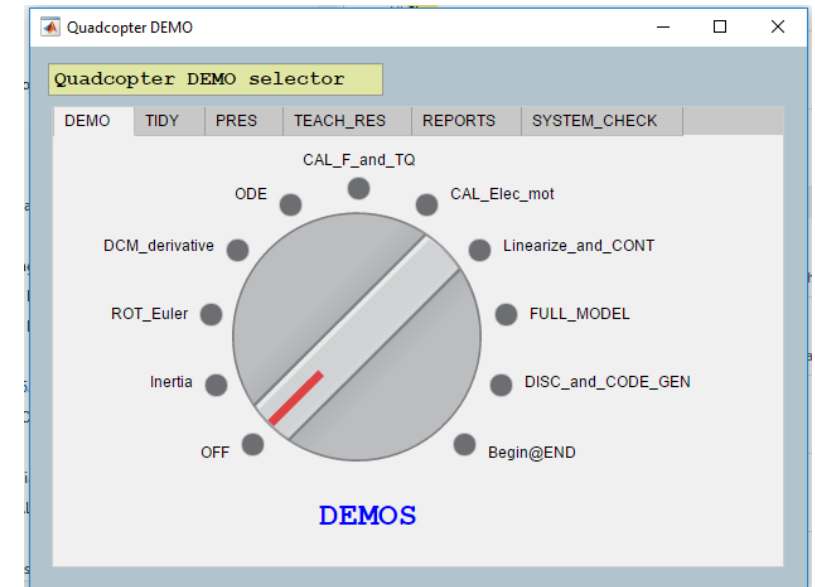 Quadcopter DEMO
Quadcopter DEMO selector
DEMO TIDY PRES TEACH_RES REPORTS SYSTEM_CHECK
CAL_F_and_TQ
ODE CAL_Elec_mot
DCM_derivative Linearize_and_CONT
ROT_Euler FULL_MODEL
Inertia DISC_and_CODE_GEN
OFF Begin@END
DEMOS